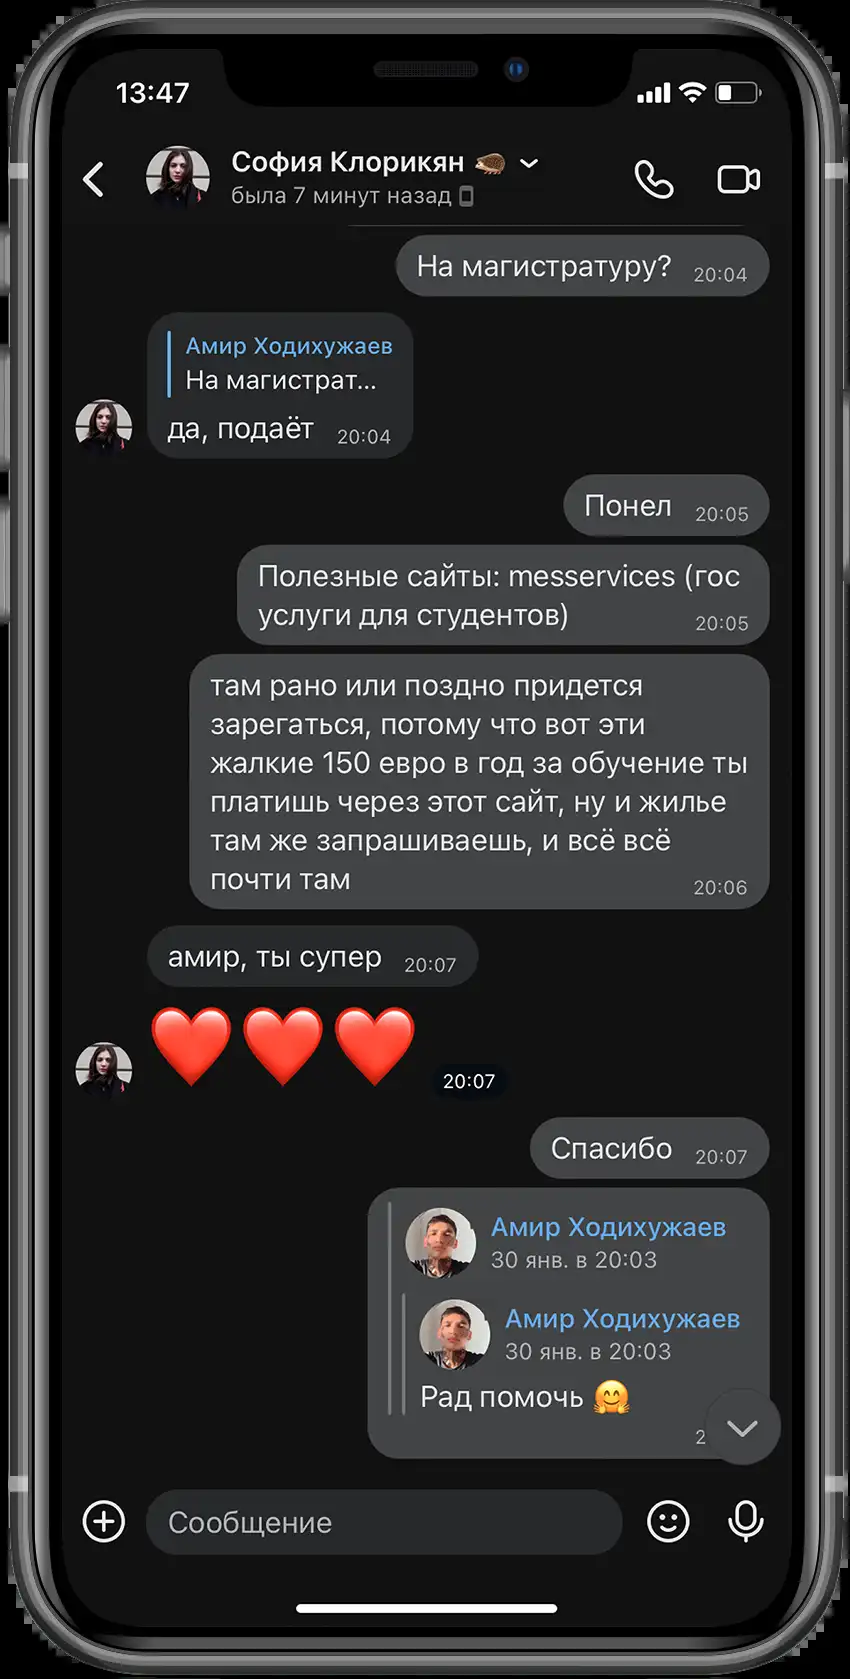 13:47
София Клорикян 🦔
была 7 минут назад
На магистратуру? 20:04
Амир Ходихужаев
На магистрат...
да, подаёт 20:04
Понел 20:05
Полезные сайты: messervices (гос
услуги для студентов) 20:05
там рано или поздно придется
зарегаться, потому что вот эти
жалкие 150 евро в год за обучение ты
платишь через этот сайт, ну и жилье
там же запрашиваешь, и всё всё
почти там 20:06
амир, ты супер 20:07
❤️❤️❤️ 20:07
Спасибо 20:07
Амир Ходихужаев
30 янв. в 20:03
Амир Ходихужаев
30 янв. в 20:03
Рад помочь 🤗
2
Сообщение